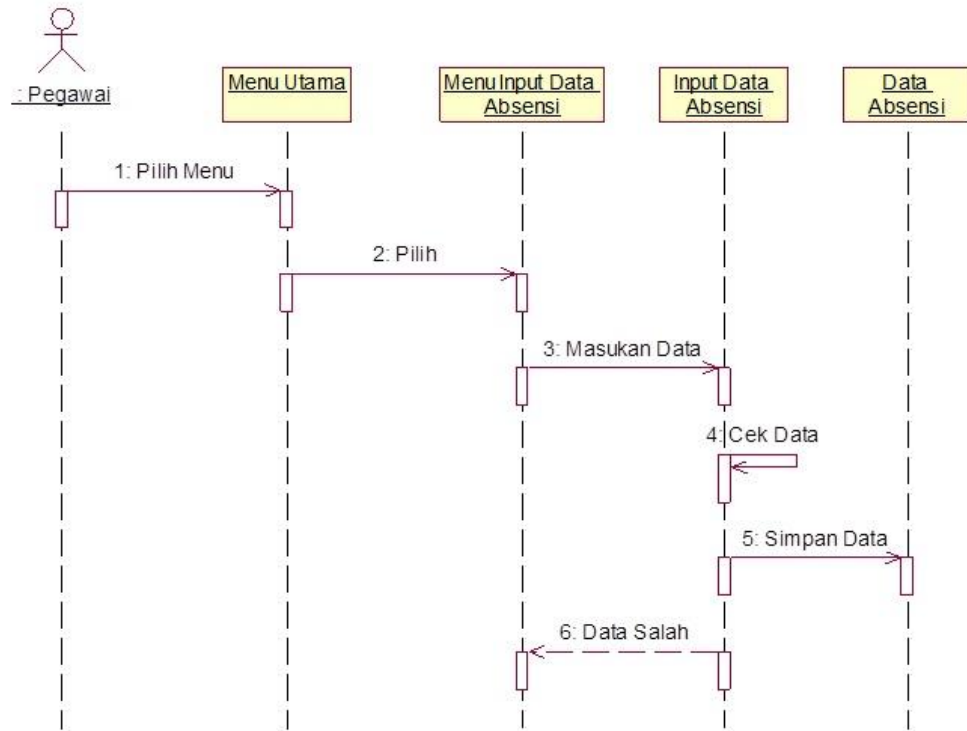 : Pegawai
Menu Utama
Menu Input Data
Absensi
Input Data
Absensi
Data
Absensi
1: Pilih Menu
2: Pilih
3: Masukan Data
4: Cek Data
5: Simpan Data
6: Data Salah